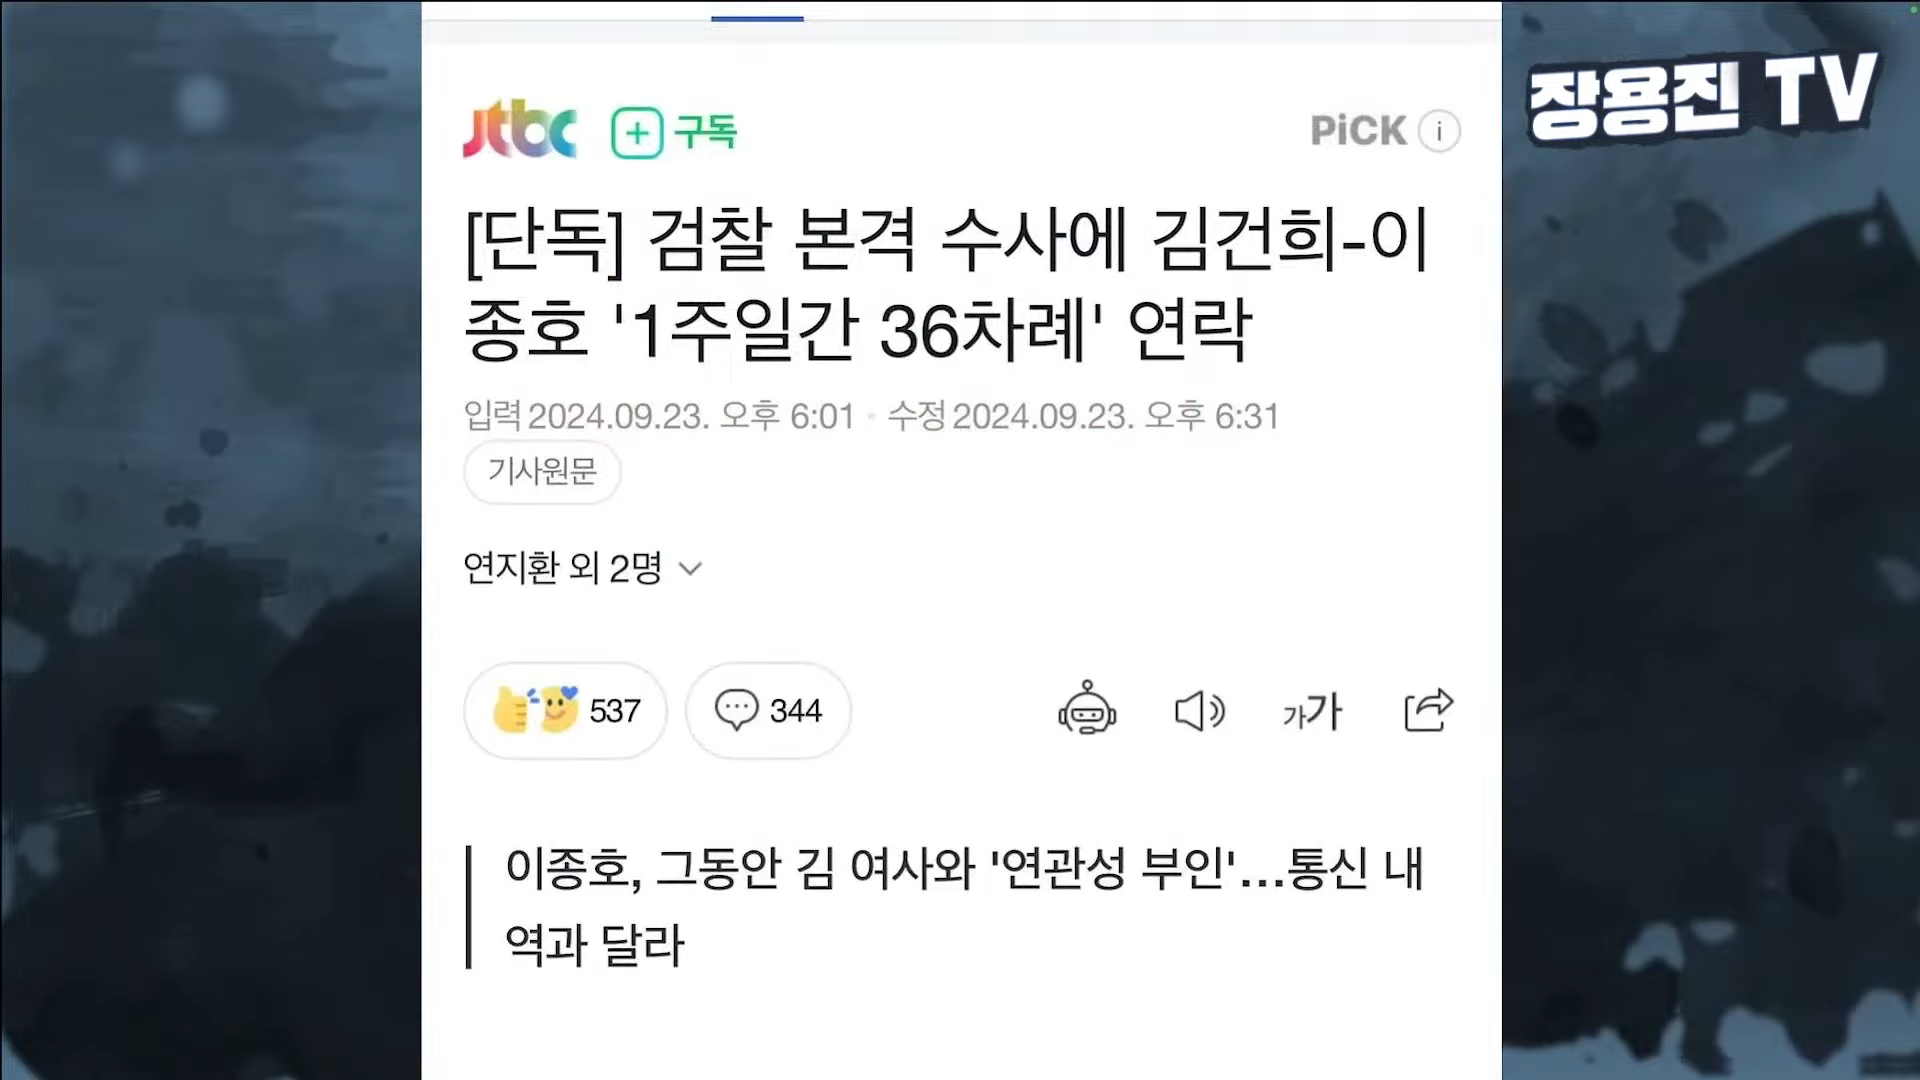 장용진 TV
jtbc 구독 PiCK i
[단독] 검찰 본격 수사에 김건희-이
종호 '1주일간 36차례' 연락
입력 2024.09.23. 오후 6:01 · 수정 2024.09.23. 오후 6:31
기사원문
연지환 외 2명
537 344 가가
이종호, 그동안 김 여사와 '연관성 부인'...통신 내
역과 달라